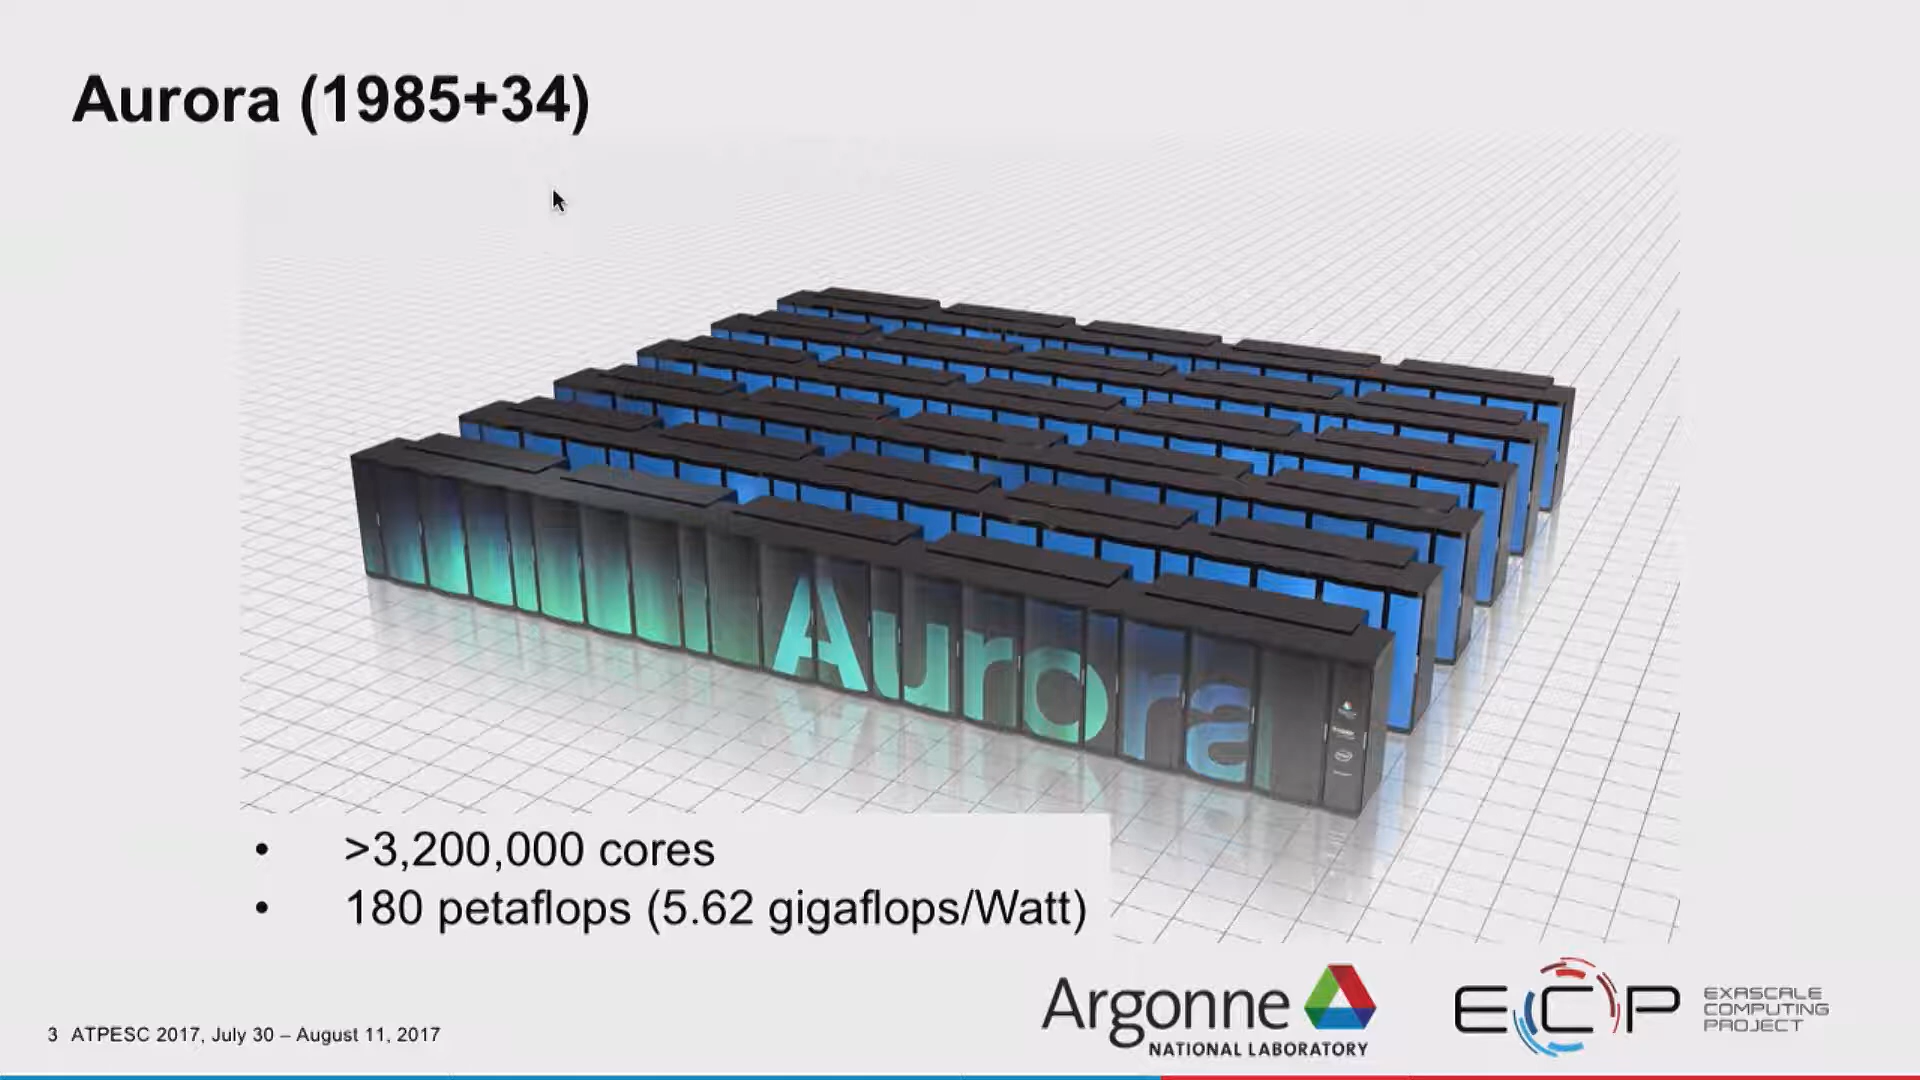 Aurora (1985+34)
Aurora
• >3,200,000 cores
• 180 petaflops (5.62 gigaflops/Watt)
Argonne
NATIONAL LABORATORY
ECP
EXASCALE
COMPUTING
PROJECT
3 ATPESC 2017, July 30 – August 11, 2017